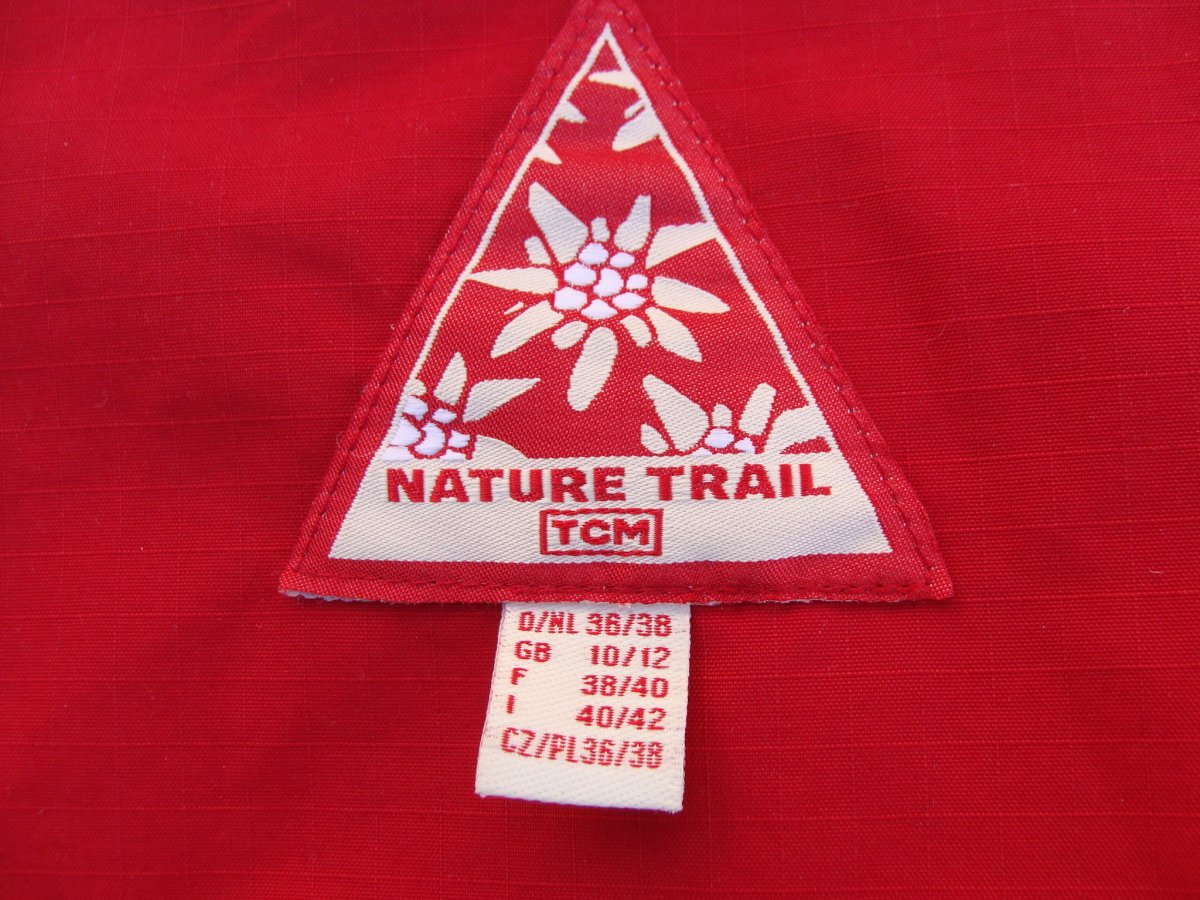 NATURE TRAIL
TCM
D/NL 36/38
GB 10/12
F 38/40
I 40/42
CZ/PL36/38